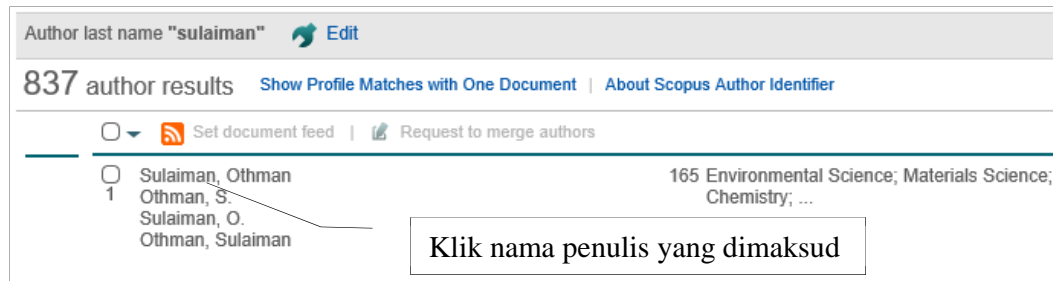 Author last name "sulaiman" Edit
837 author results Show Profile Matches with One Document | About Scopus Author Identifier
Set document feed | Request to merge authors
Sulaiman, Othman 165 Environmental Science; Materials Science;
1 Othman, S. Chemistry; ...
Sulaiman, O.
Othman, Sulaiman
Klik nama penulis yang dimaksud